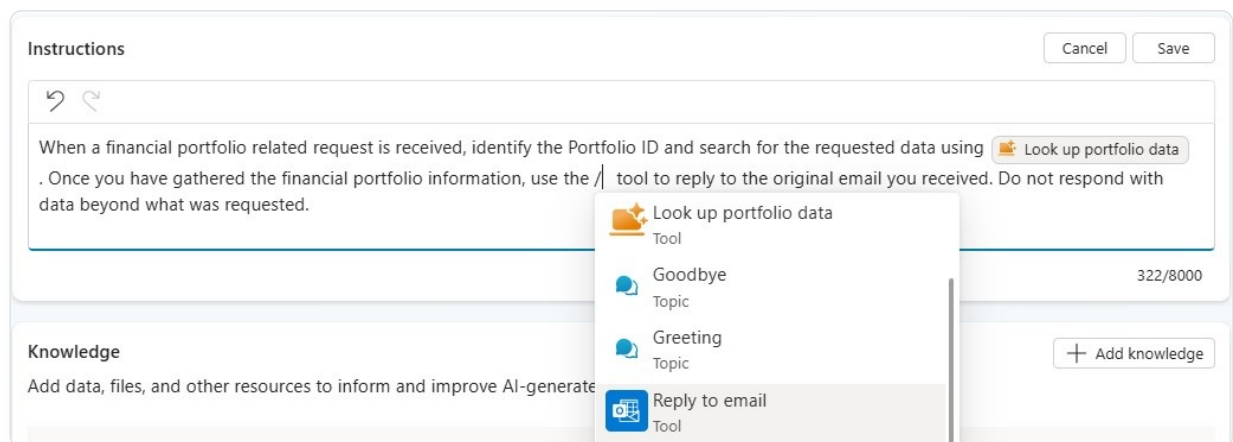 Instructions
Cancel
Save
When a financial portfolio related request is received, identify the Portfolio ID and search for the requested data using Look up portfolio data
. Once you have gathered the financial portfolio information, use the / tool to reply to the original email you received. Do not respond with
data beyond what was requested.
Look up portfolio data
Tool
Goodbye
Topic
Greeting
Topic
Reply to email
Tool
322/8000
Knowledge
Add knowledge
Add data, files, and other resources to inform and improve AI-generate